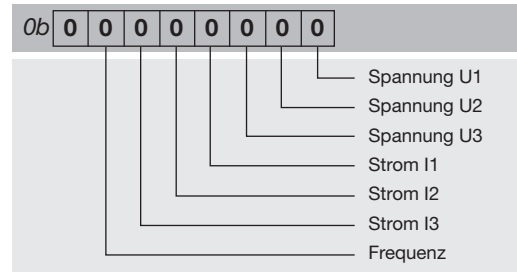 0b 0 0 0 0 0 0 0 0
Spannung U1
Spannung U2
Spannung U3
Strom I1
Strom I2
Strom I3
Frequenz